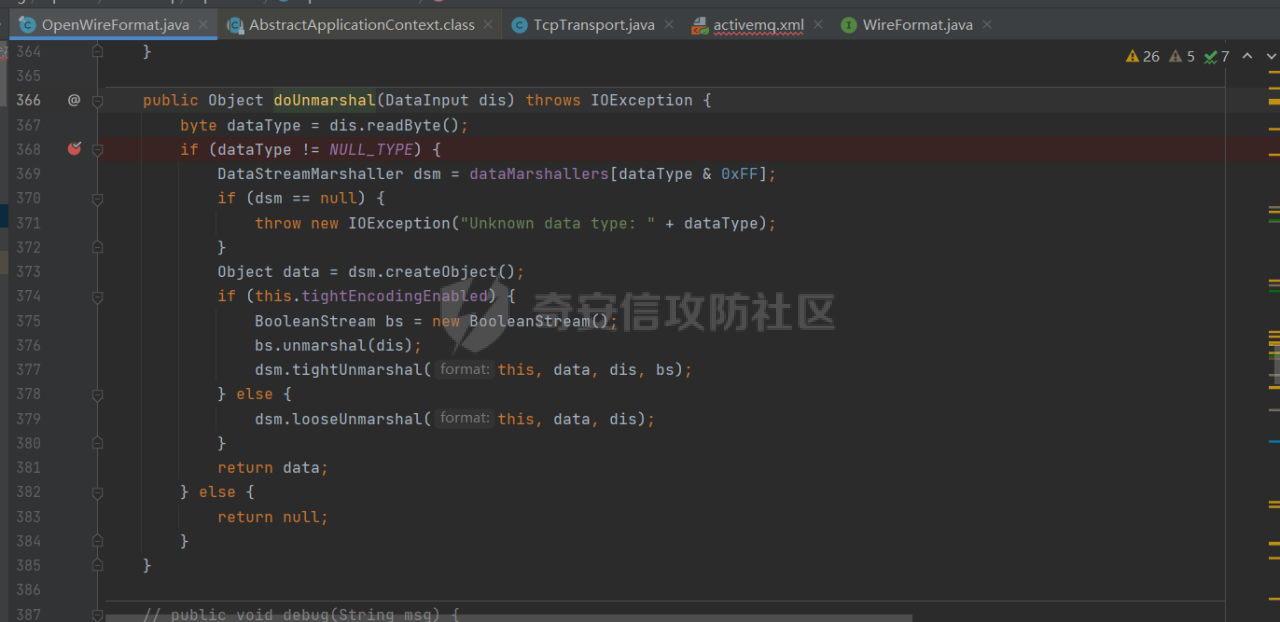 OpenWireFormat.java AbstractApplicationContext.class TcpTransport.java activemq.xml WireFormat.java
364 }
365
26 5 7
366 @ public Object doUnmarshal(DataInput dis) throws IOException {
367 byte dataType = dis.readByte();
368 if (dataType != NULL_TYPE) {
369 DataStreamMarshaller dsm = dataMarshallers[dataType & 0xFF];
370 if (dsm == null) {
371 throw new IOException("Unknown data type: " + dataType);
372 }
373 Object data = dsm.createObject();
374 if (this.tightEncodingEnabled) {
奇安信攻防社区
375 BooleanStream bs = new BooleanStream();
376 bs.unmarshal(dis);
377 dsm.tightUnmarshal( format: this, data, dis, bs);
378 } else {
379 dsm.looseUnmarshal( format: this, data, dis);
380 }
381 return data;
382 } else {
383 return null;
384 }
385 }
386
387 // public void debug(String msg) {